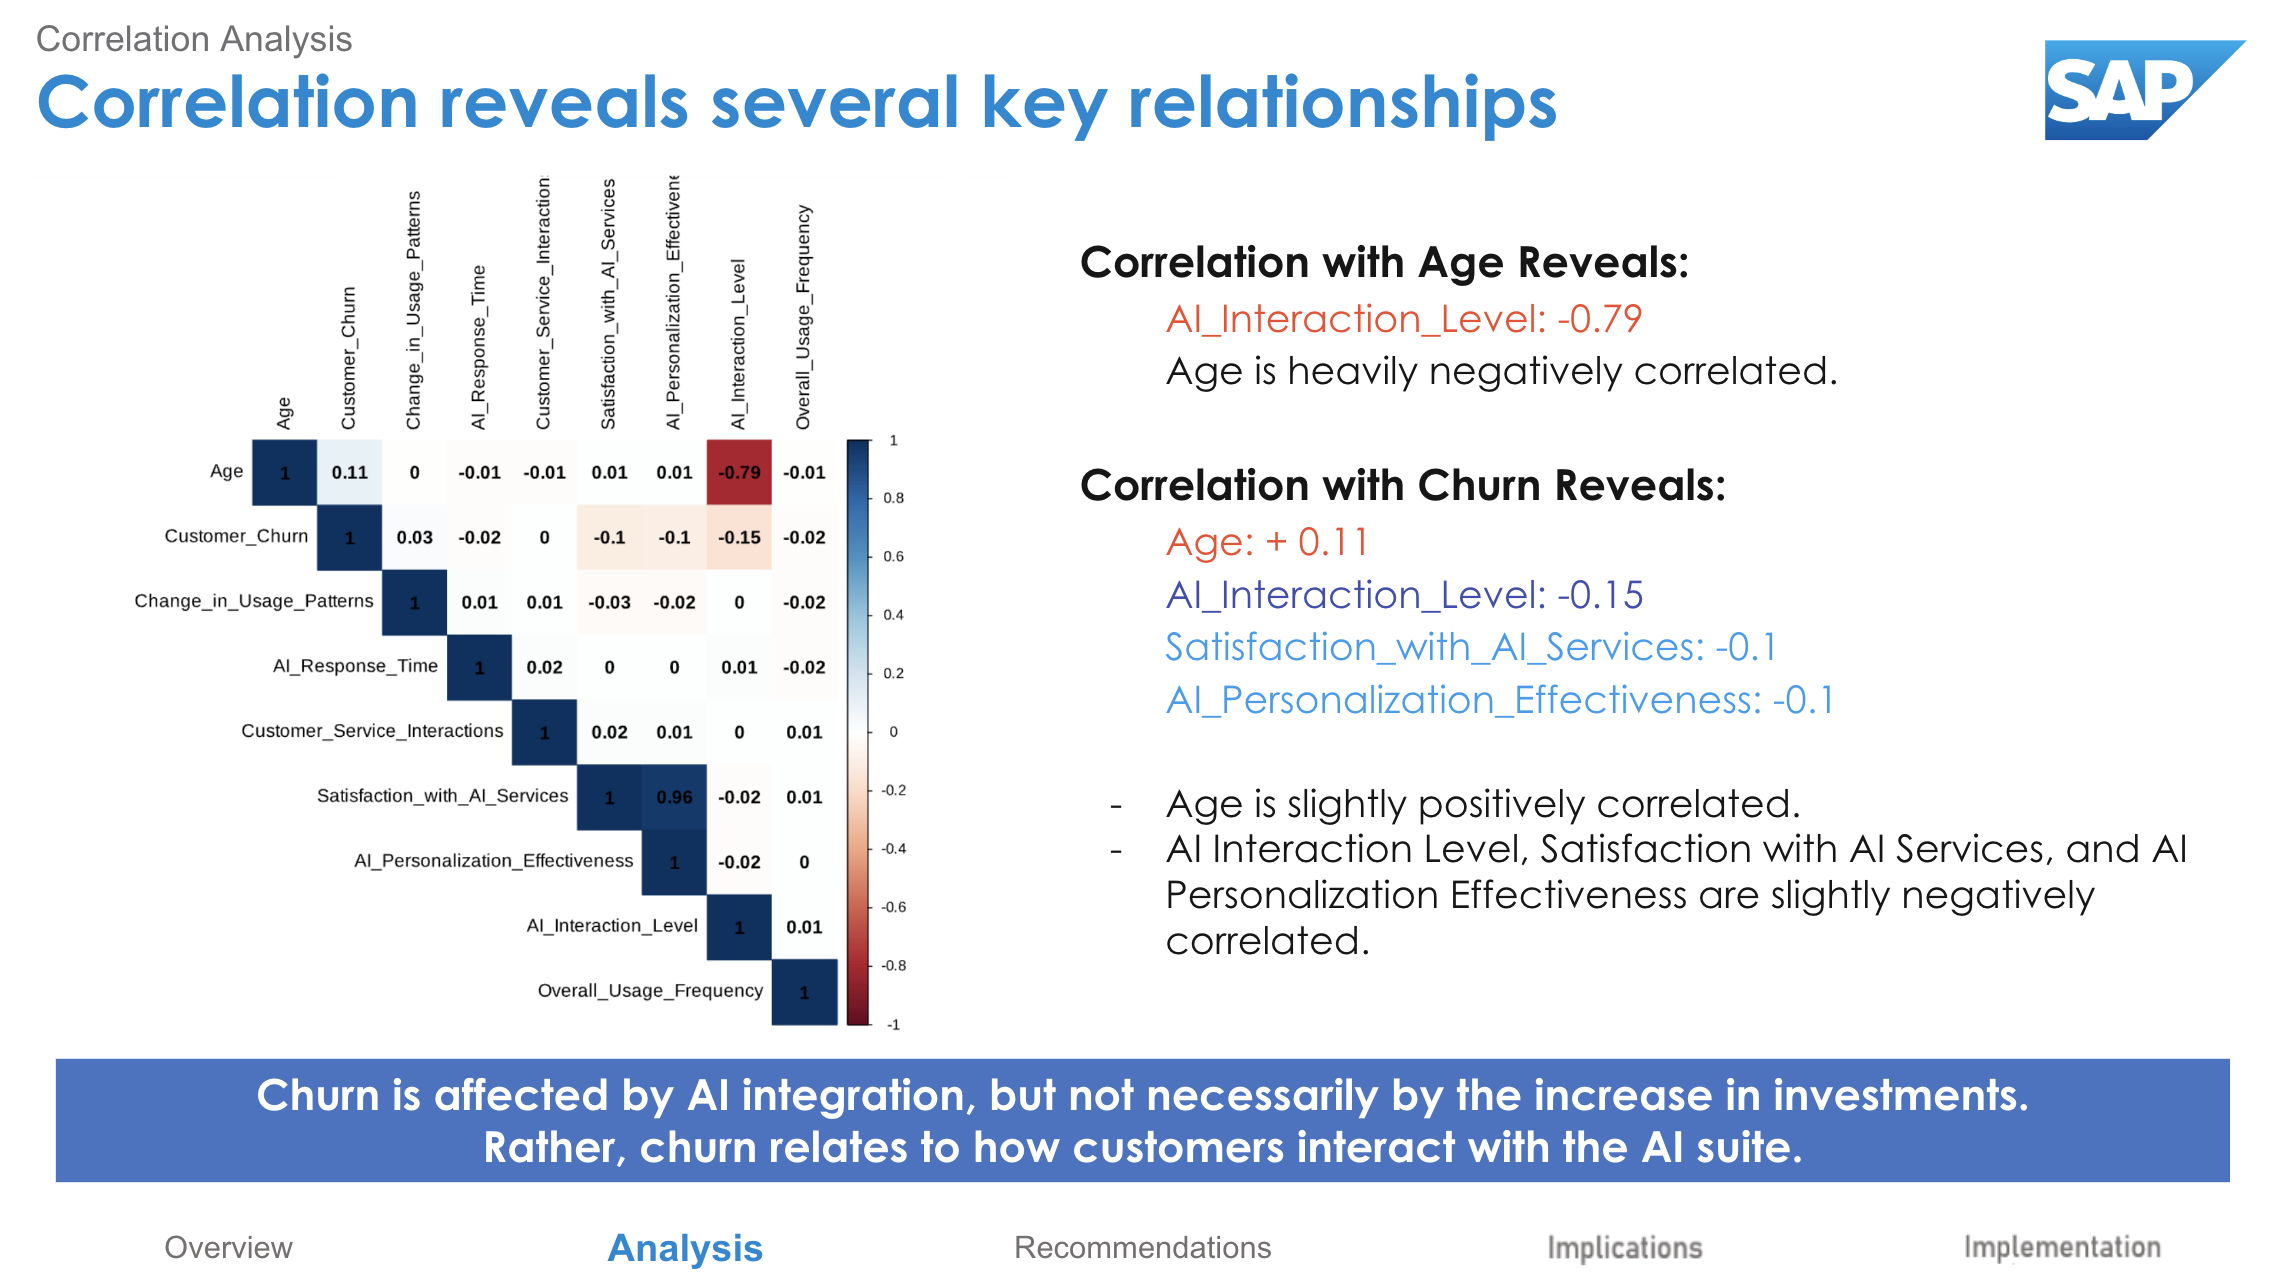 Correlation Analysis
Correlation reveals several key relationships
SAP
Age
Customer_Churn
Change_in_Usage_Patterns
AI_Response_Time
Customer_Service_Interaction
Satisfaction_with_AI_Services
AI_Personalization_Effectiven
AI_Interaction_Level
Overall_Usage_Frequency
Age 1 0.11 0 -0.01 -0.01 0.01 0.01 -0.79 -0.01
Customer_Churn 1 0.03 -0.02 0 -0.1 -0.1 -0.15 -0.02
Change_in_Usage_Patterns 1 0.01 0.01 -0.03 -0.02 0 -0.02
AI_Response_Time 1 0.02 0 0 0.01 -0.02
Customer_Service_Interactions 1 0.02 0.01 0 0.01
Satisfaction_with_AI_Services 1 0.96 -0.02 0.01
AI_Personalization_Effectiveness 1 -0.02 0
AI_Interaction_Level 1 0.01
Overall_Usage_Frequency 1
1
0.8
0.6
0.4
0.2
0
-0.2
-0.4
-0.6
-0.8
-1
Correlation with Age Reveals:
AI_Interaction_Level: -0.79
Age is heavily negatively correlated.
Correlation with Churn Reveals:
Age: + 0.11
AI_Interaction_Level: -0.15
Satisfaction_with_AI_Services: -0.1
AI_Personalization_Effectiveness: -0.1
- Age is slightly positively correlated.
- AI Interaction Level, Satisfaction with AI Services, and AI
Personalization Effectiveness are slightly negatively
correlated.
Churn is affected by AI integration, but not necessarily by the increase in investments.
Rather, churn relates to how customers interact with the AI suite.
Overview
Analysis
Recommendations
Implications
Implementation